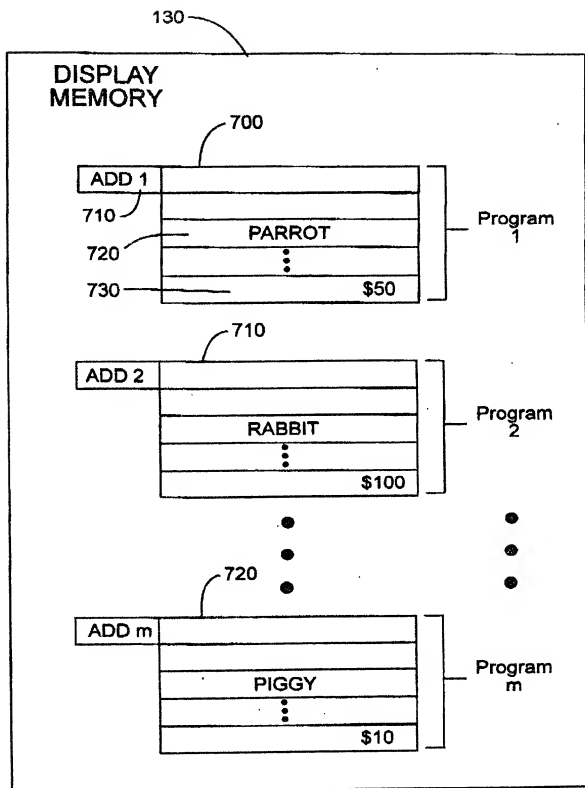 130
DISPLAY
MEMORY
700
ADD 1
710
720
PARROT
730
$50
Program
1
710
ADD 2
RABBIT
$100
Program
2
720
ADD m
PIGGY
$10
Program
m